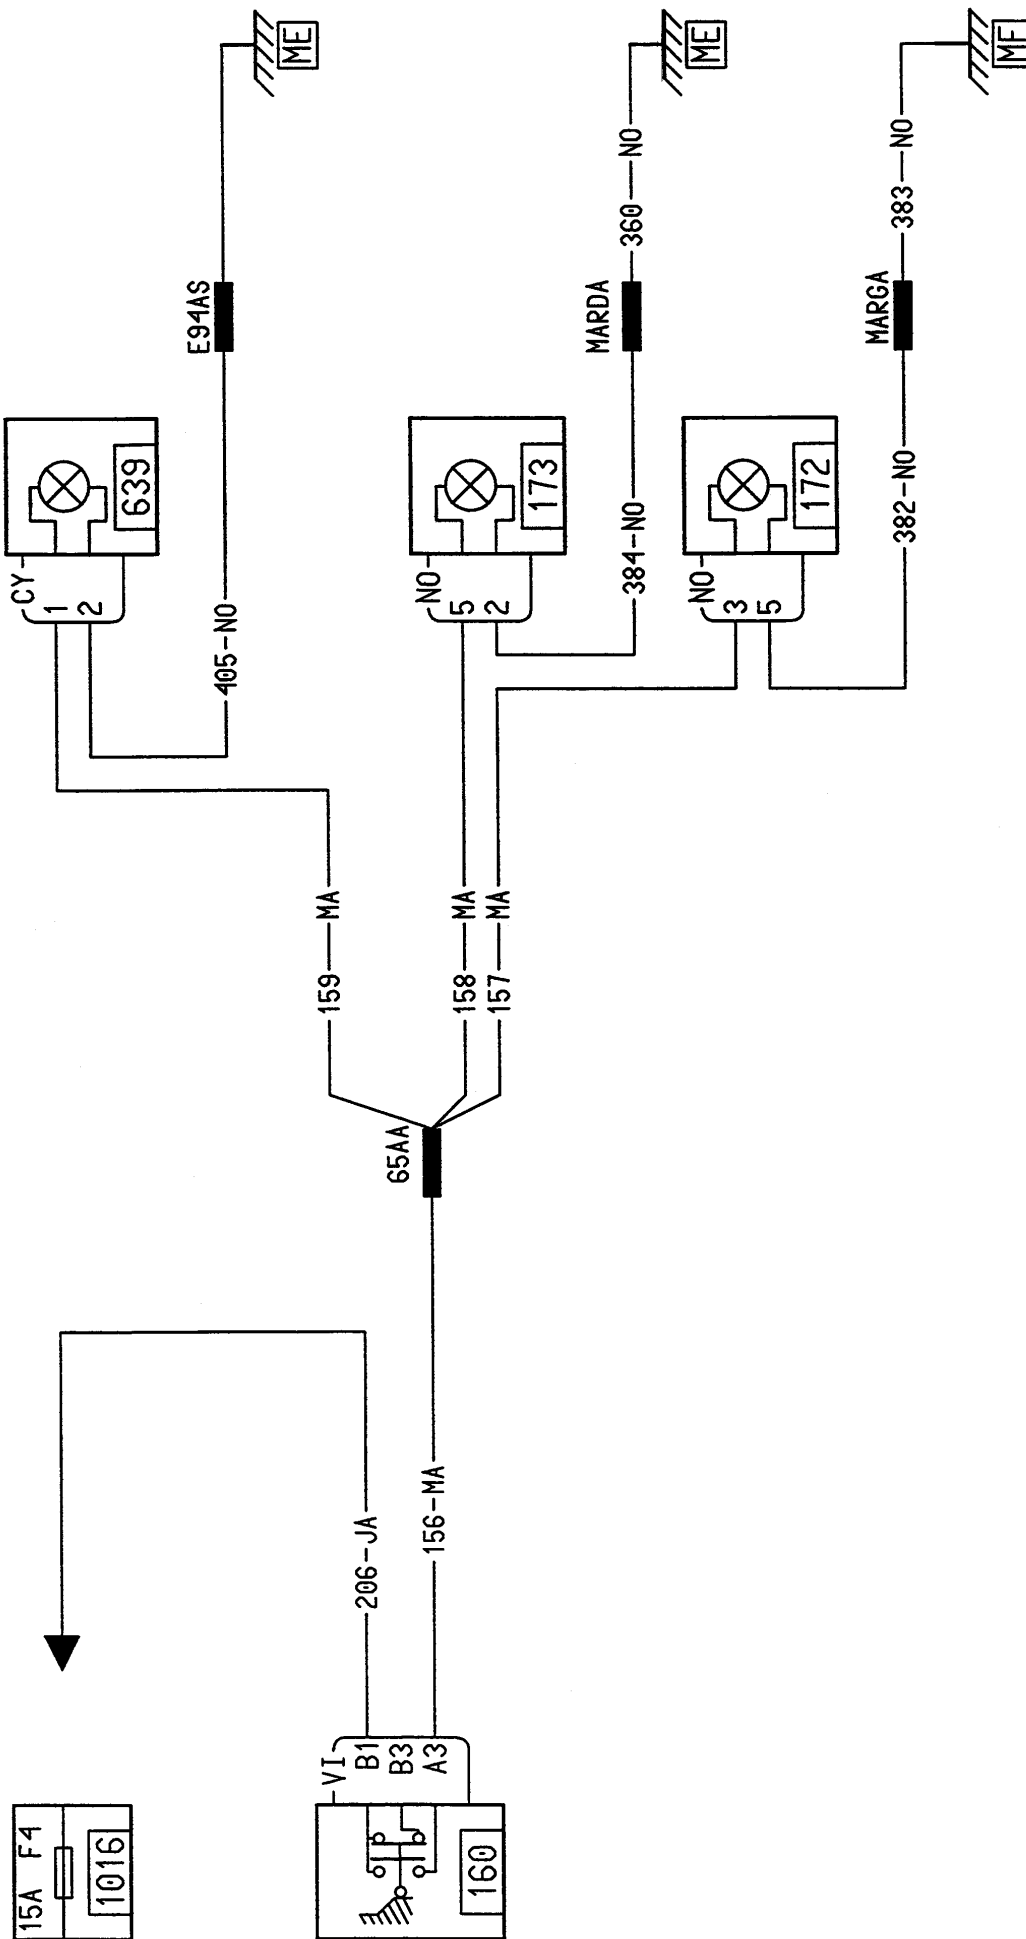 15A F4
1016
160
VI
B1
B3
A3
206-JA
156-MA
65AA
159
MA
158
MA
157
MA
405-NO
CY
1
2
639
E94AS
ME
NO
5
2
173
384-NO
MARDA
360
NO
ME
NO
3
5
172
382-NO
MARGA
383
NO
MF